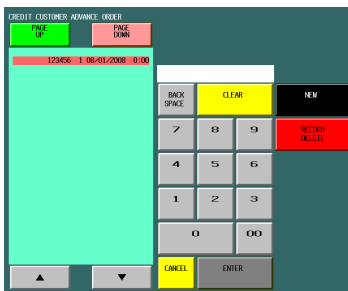 CREDIT CUSTOMER ADVANCE ORDER
PAGE UP
PAGE DOWN
123456 1 08/01/2008 0:00
BACK SPACE
CLEAR
NEW
7 8 9
RECORD DELETE
4 5 6
1 2 3
0 00
CANCEL
ENTER